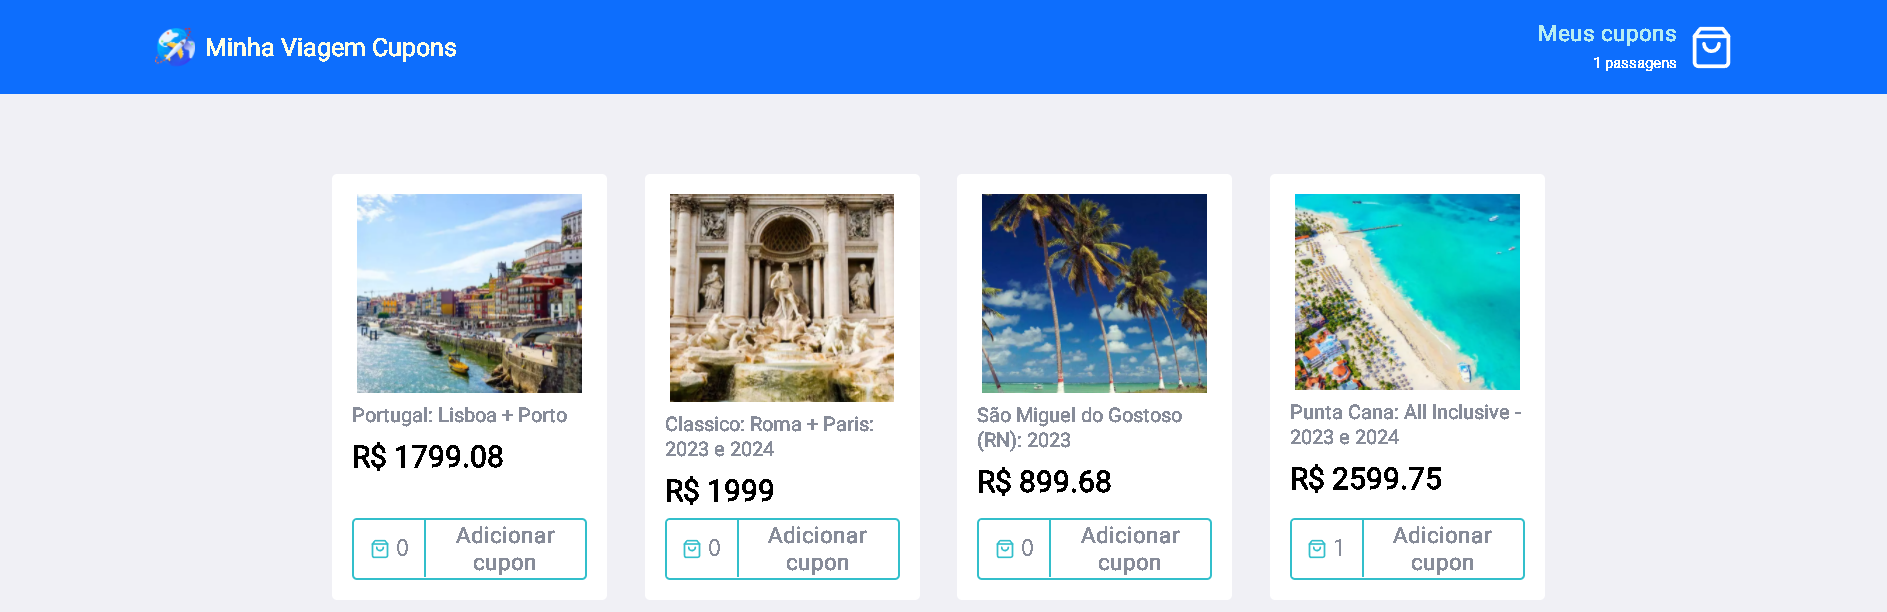 Minha Viagem Cupons
Meus cupons
1 passagens
Portugal: Lisboa + Porto
R$ 1799.08
0
Adicionar
cupon
Classico: Roma + Paris:
2023 e 2024
R$ 1999
0
Adicionar
cupon
São Miguel do Gostoso
(RN): 2023
R$ 899.68
0
Adicionar
cupon
Punta Cana: All Inclusive -
2023 e 2024
R$ 2599.75
1
Adicionar
cupon